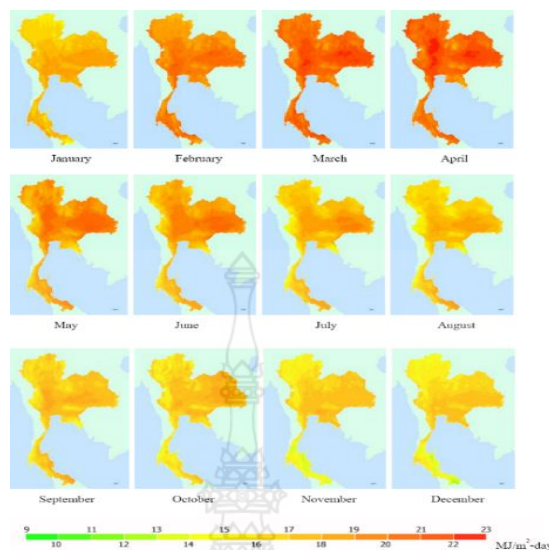 January
February
March
April
May
June
July
August
September
October
November
December
9 11 13 15 17 19 21 23
10 12 14 16 18 20 22 MJ/m²-day